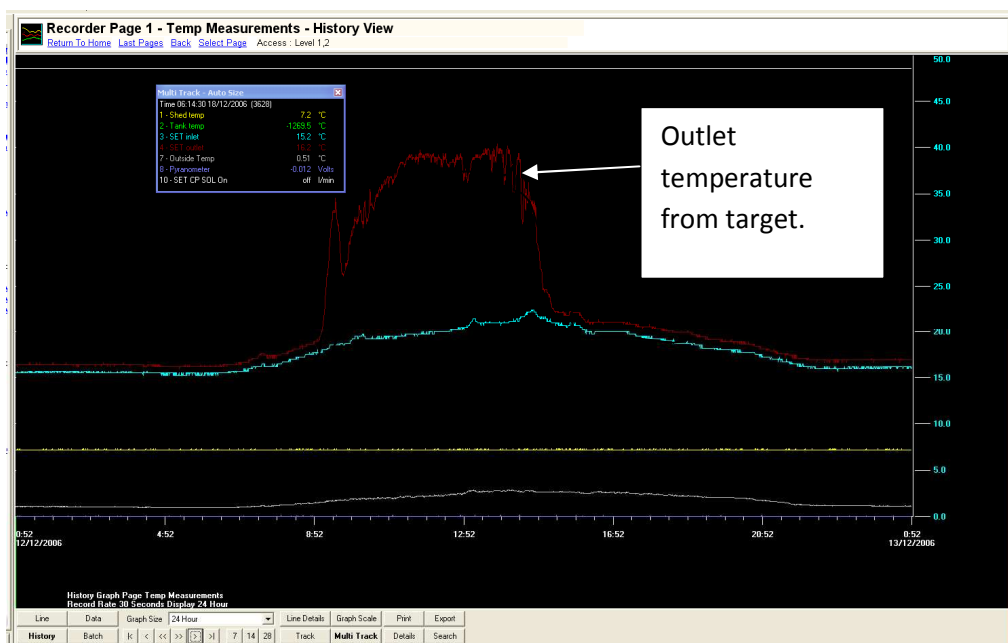 Recorder Page 1 - Temp Measurements - History View
Return To Home Last Pages Back Select Page Access : Level 1,2
50.0
Multi Track - Auto Size
Time 06:14:30 18/12/2006 (3628)
1 - Shed temp 7.2 °C
2 - Tank temp -1269.5 °C
3 - SET inlet 15.2 °C
4 - SET outlet 16.2 °C
7 - Outside Temp 0.51 °C
8 - Pyranometer -0.012 Volts
10 - SET CP SOL On off l/min
Outlet
temperature
from target.
45.0
40.0
35.0
30.0
25.0
20.0
15.0
10.0
5.0
0.0
0:52 4:52 8:52 12:52 16:52 20:52 0:52
12/12/2006 13/12/2006
History Graph Page Temp Measurements
Record Rate 30 Seconds Display 24 Hour
Line Data Graph Size 24 Hour Line Details Graph Scale Print Export
History Batch |< < << >> > >| 7 14 28 Track Multi Track Details Search